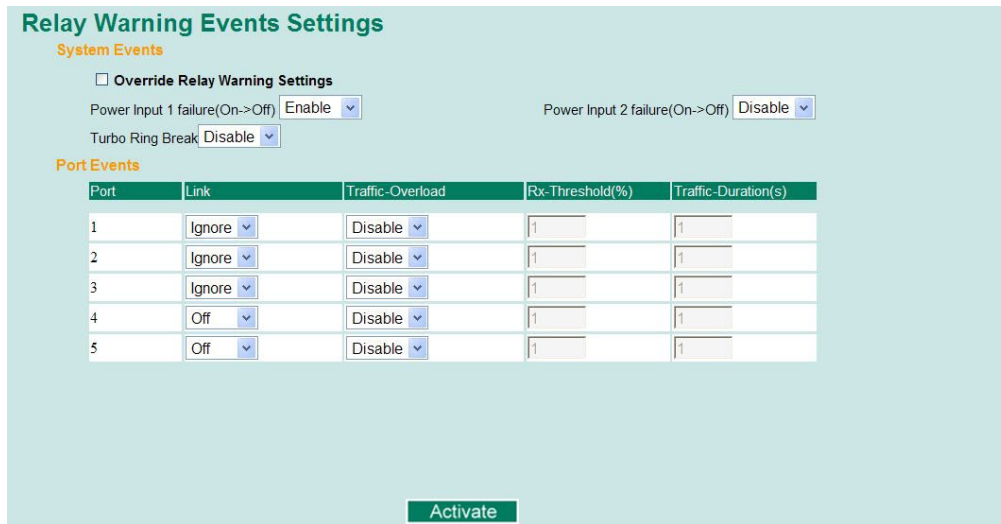 Relay Warning Events Settings
System Events
Override Relay Warning Settings
Power Input 1 failure(On->Off) Enable Power Input 2 failure(On->Off) Disable
Turbo Ring Break Disable
Port Events
Port Link Traffic-Overload Rx-Threshold(%) Traffic-Duration(s)
1 Ignore Disable 1 1
2 Ignore Disable 1 1
3 Ignore Disable 1 1
4 Off Disable 1 1
5 Off Disable 1 1
Activate